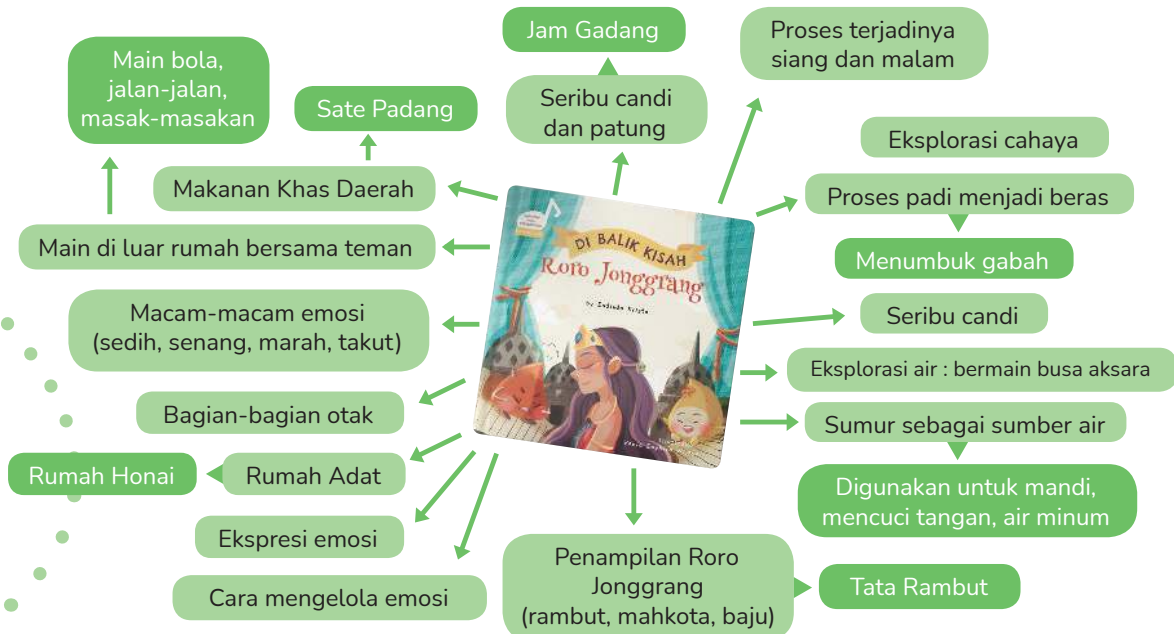 Jam Gadang
Proses terjadinya
siang dan malam
Main bola,
jalan-jalan,
masak-masakan
Sate Padang
Seribu candi
dan patung
Eksplorasi cahaya
Makanan Khas Daerah
Proses padi menjadi beras
Main di luar rumah bersama teman
Menumbuk gabah
DI BALIK KISAH
Roro Jonggrang
Macam-macam emosi
(sedih, senang, marah, takut)
Seribu candi
Eksplorasi air : bermain busa aksara
Bagian-bagian otak
Sumur sebagai sumber air
Rumah Honai
Rumah Adat
Digunakan untuk mandi,
mencuci tangan, air minum
Ekspresi emosi
Penampilan Roro
Jonggrang
(rambut, mahkota, baju)
Tata Rambut
Cara mengelola emosi